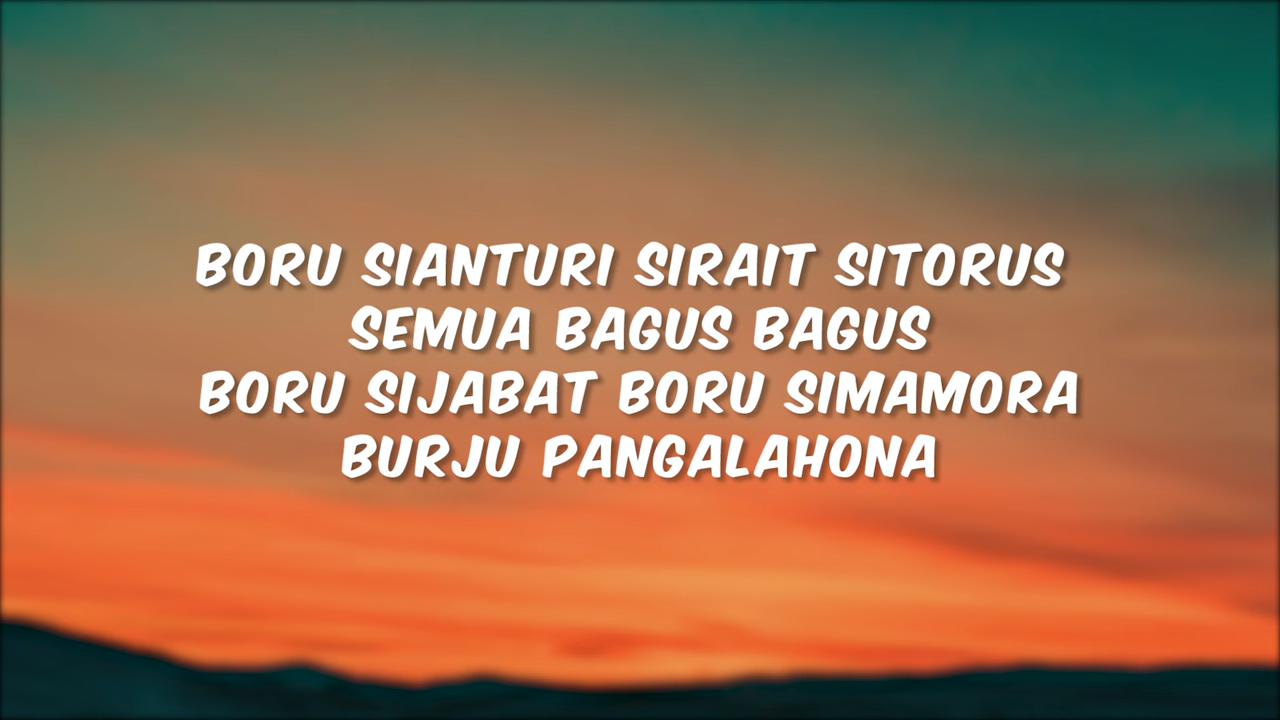 BORU SIANTURI SIRAIT SITORUS
SEMUA BAGUS BAGUS
BORU SIJABAT BORU SIMAMORA
BURJU PANGALAHONA